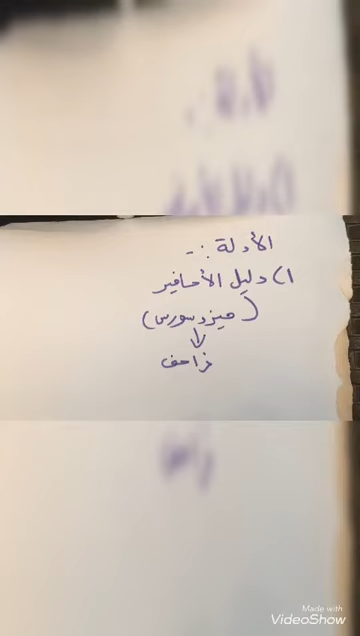 الأدلة :-
١) دليل الأحافير
(ميزوسورس)
↓
زاحف
Made with
VideoShow